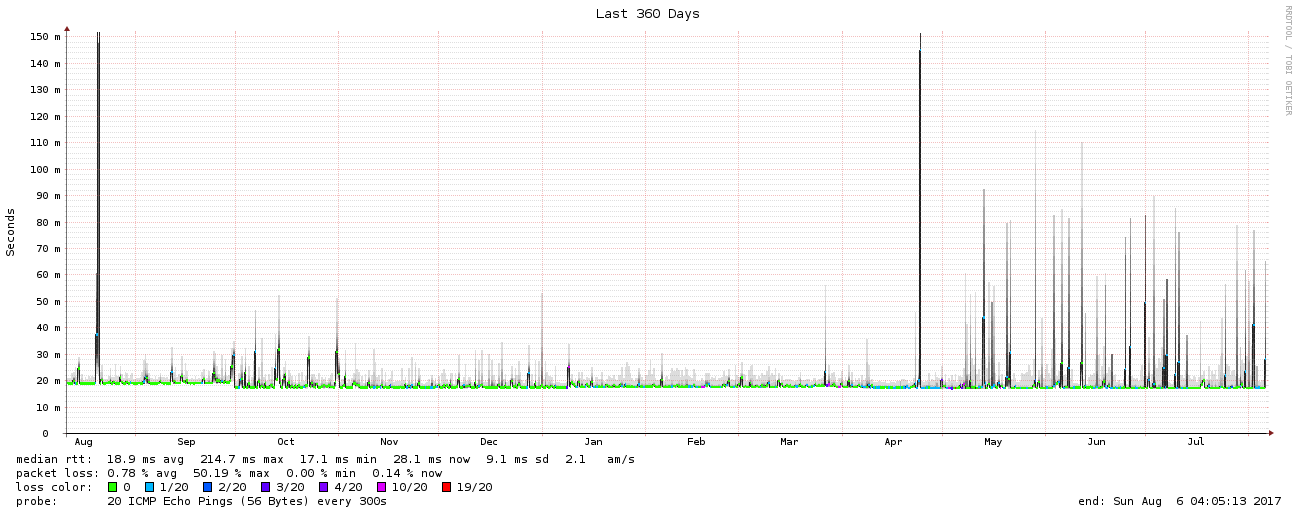 Last 360 Days
RRDTOOL / TOBI OETIKER
Seconds
150 m
140 m
130 m
120 m
110 m
100 m
90 m
80 m
70 m
60 m
50 m
40 m
30 m
20 m
10 m
0
Aug Sep Oct Nov Dec Jan Feb Mar Apr May Jun Jul
median rtt: 18.9 ms avg 214.7 ms max 17.1 ms min 28.1 ms now 9.1 ms sd 2.1 am/s
packet loss: 0.78 % avg 50.19 % max 0.00 % min 0.14 % now
loss color: 0 1/20 2/20 3/20 4/20 10/20 19/20
probe: 20 ICMP Echo Pings (56 Bytes) every 300s end: Sun Aug 6 04:05:13 2017